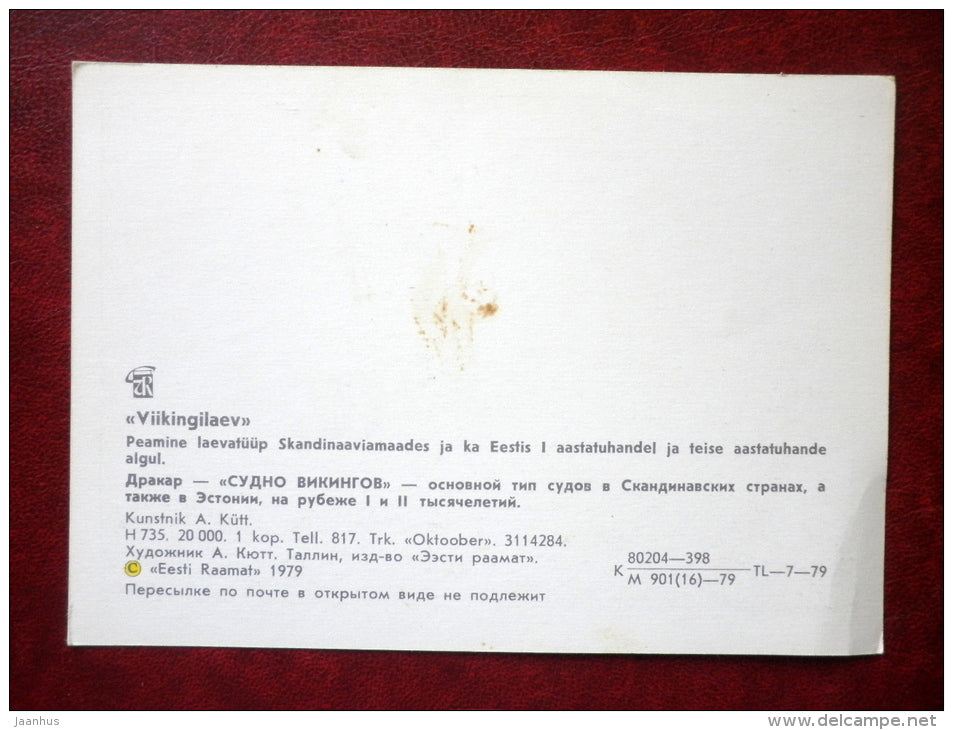 «Viikingilaev»
Peamine laevatüüp Skandinaaviamaades ja ka Eestis I aastatuhandel ja teise aastatuhande
algul.
Дракар — «СУДНО ВИКИНГОВ» — основной тип судов в Скандинавских странах, а
также в Эстонии, на рубеже I и II тысячелетий.
Kunstnik A. Kütt.
H 735. 20 000. 1 kop. Tell. 817. Trk. «Oktoober». 3114284.
Художник А. Кютт. Таллин, изд-во «Ээсти раамат».
© «Eesti Raamat» 1979
Пересылке по почте в открытом виде не подлежит
80204—398
К TL—7—79
М 901(16)—79
jaanhus
delcampe.net